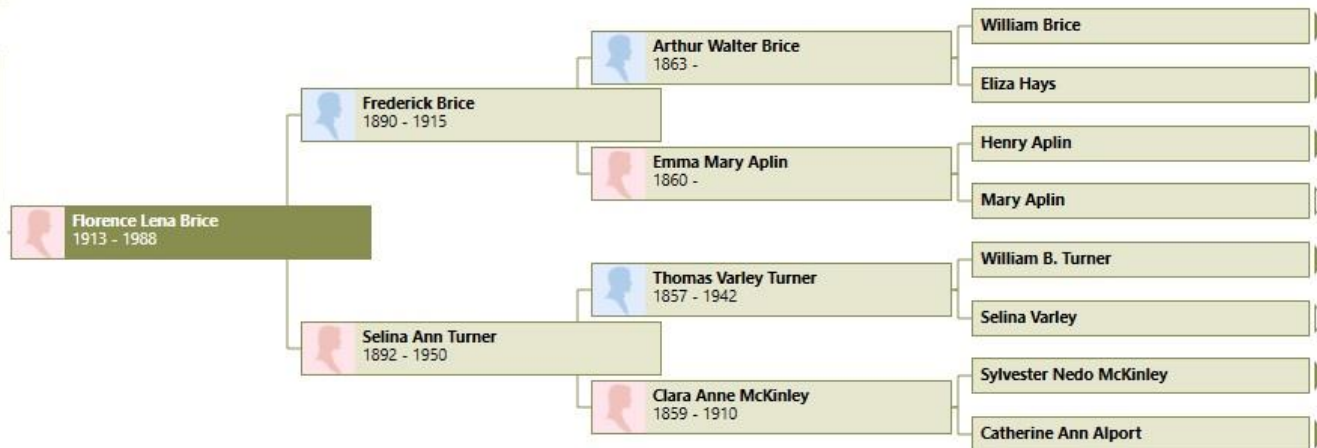 William Brice
Arthur Walter Brice
1863 -
Eliza Hays
Frederick Brice
1890 - 1915
Henry Aplin
Emma Mary Aplin
1860 -
Mary Aplin
Florence Lena Brice
1913 - 1988
William B. Turner
Thomas Varley Turner
1857 - 1942
Selina Varley
Selina Ann Turner
1892 - 1950
Sylvester Nedo McKinley
Clara Anne McKinley
1859 - 1910
Catherine Ann Alport